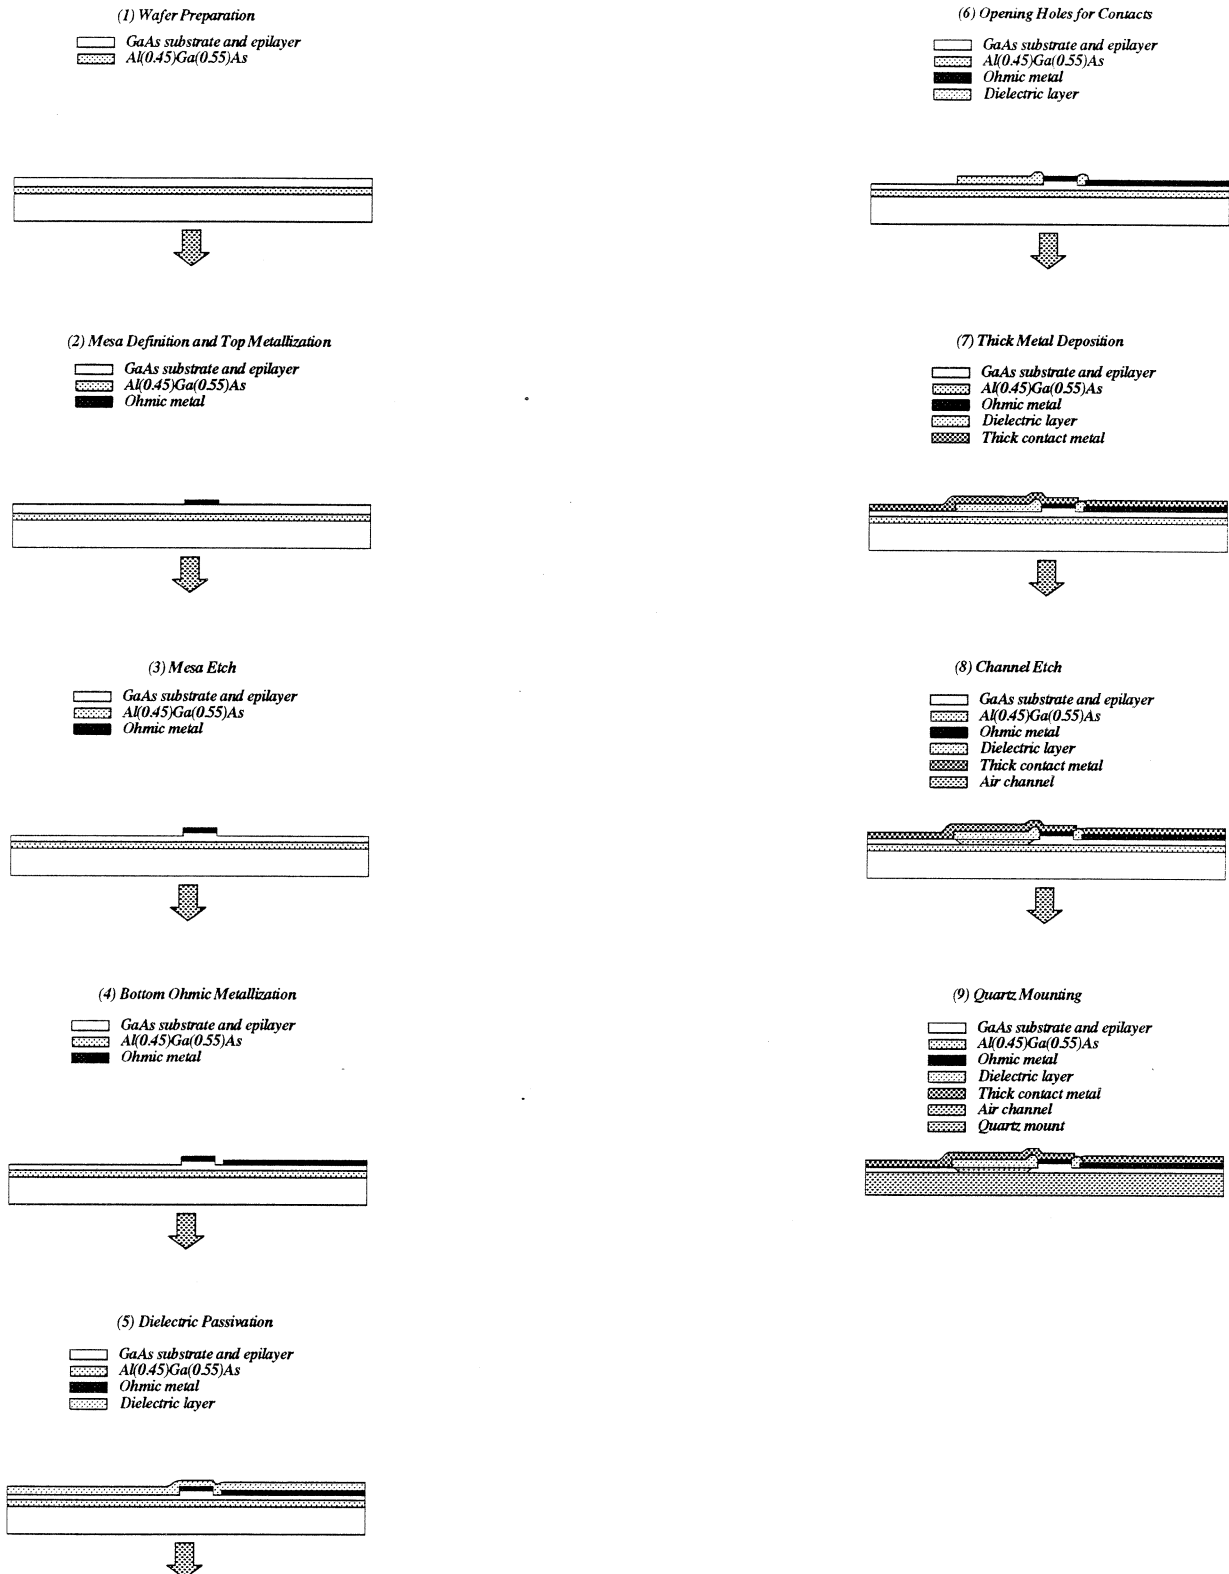 (1) Wafer Preparation
GaAs substrate and epilayer
Al(0.45)Ga(0.55)As
(2) Mesa Definition and Top Metallization
GaAs substrate and epilayer
Al(0.45)Ga(0.55)As
Ohmic metal
(3) Mesa Etch
GaAs substrate and epilayer
Al(0.45)Ga(0.55)As
Ohmic metal
(4) Bottom Ohmic Metallization
GaAs substrate and epilayer
Al(0.45)Ga(0.55)As
Ohmic metal
(5) Dielectric Passivation
GaAs substrate and epilayer
Al(0.45)Ga(0.55)As
Ohmic metal
Dielectric layer
(6) Opening Holes for Contacts
GaAs substrate and epilayer
Al(0.45)Ga(0.55)As
Ohmic metal
Dielectric layer
(7) Thick Metal Deposition
GaAs substrate and epilayer
Al(0.45)Ga(0.55)As
Ohmic metal
Dielectric layer
Thick contact metal
(8) Channel Etch
GaAs substrate and epilayer
Al(0.45)Ga(0.55)As
Ohmic metal
Dielectric layer
Thick contact metal
Air channel
(9) Quartz Mounting
GaAs substrate and epilayer
Al(0.45)Ga(0.55)As
Ohmic metal
Dielectric layer
Thick contact metal
Air channel
Quartz mount